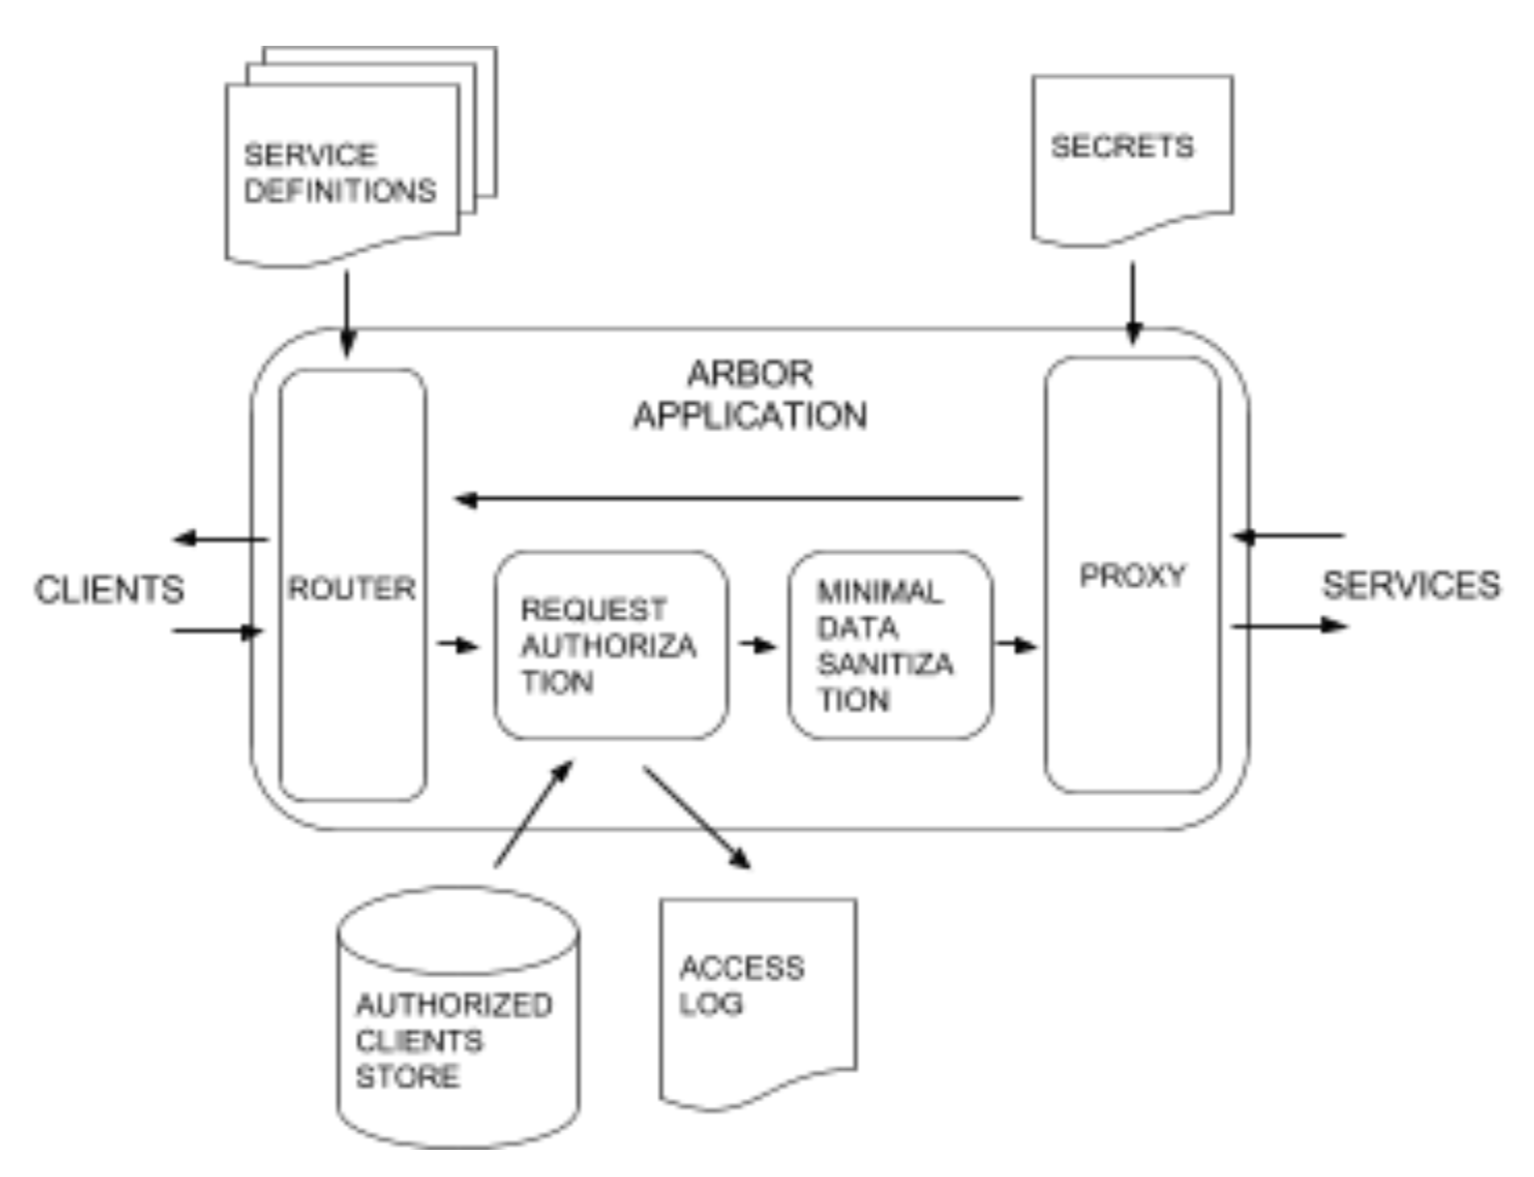 SERVICE
DEFINITIONS
SECRETS
ARBOR
APPLICATION
CLIENTS
ROUTER
REQUEST
AUTHORIZA
TION
MINIMAL
DATA
SANITIZA
TION
PROXY
SERVICES
AUTHORIZED
CLIENTS
STORE
ACCESS
LOG